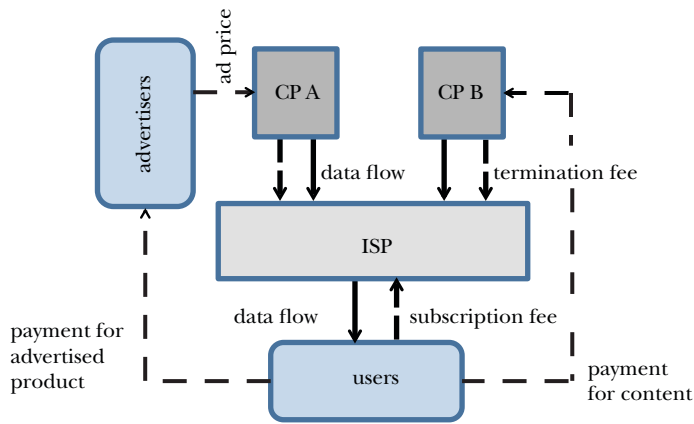 ad price
advertisers
CP A
CP B
data flow
termination fee
ISP
data flow
subscription fee
payment for
advertised
product
users
payment
for content